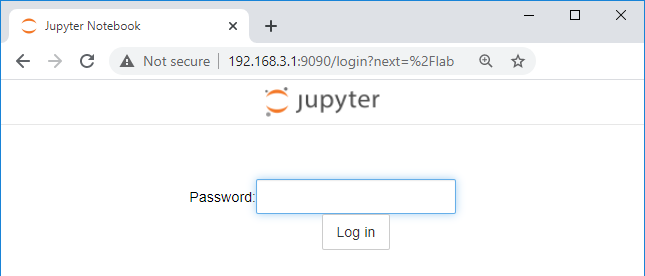 Jupyter Notebook
Not secure | 192.168.3.1:9090/login?next=%2Flab
jupyter
Password:
Log in